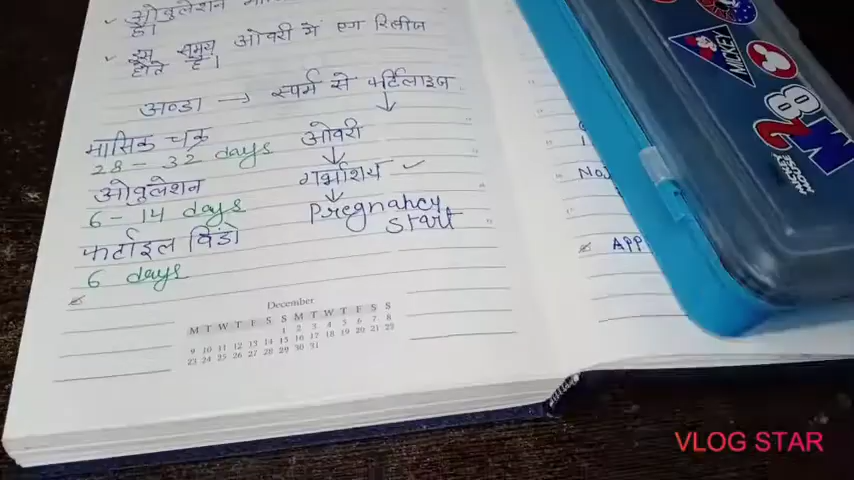 ✓ ओवुलेशन
है।
✓ इस समय ओवरी में एग रिलीज
होते हैं।
अन्डा → स्पर्म से फर्टिलाइज
मासिक चक्र
28 - 32 days
ओवुलेशन
6 - 14 days
फर्टाइल विंडो
6 days
ओवरी
गर्भाशय ✓
Pregnancy
Start
December
M T W T F S S M T W T F S S
1 2 3 4 5 6 7 8
9 10 11 12 13 14 15 16 17 18 19 20 21 22
23 24 25 26 27 28 29 30 31
No.
APP
MICKEY
28
VLOG STAR